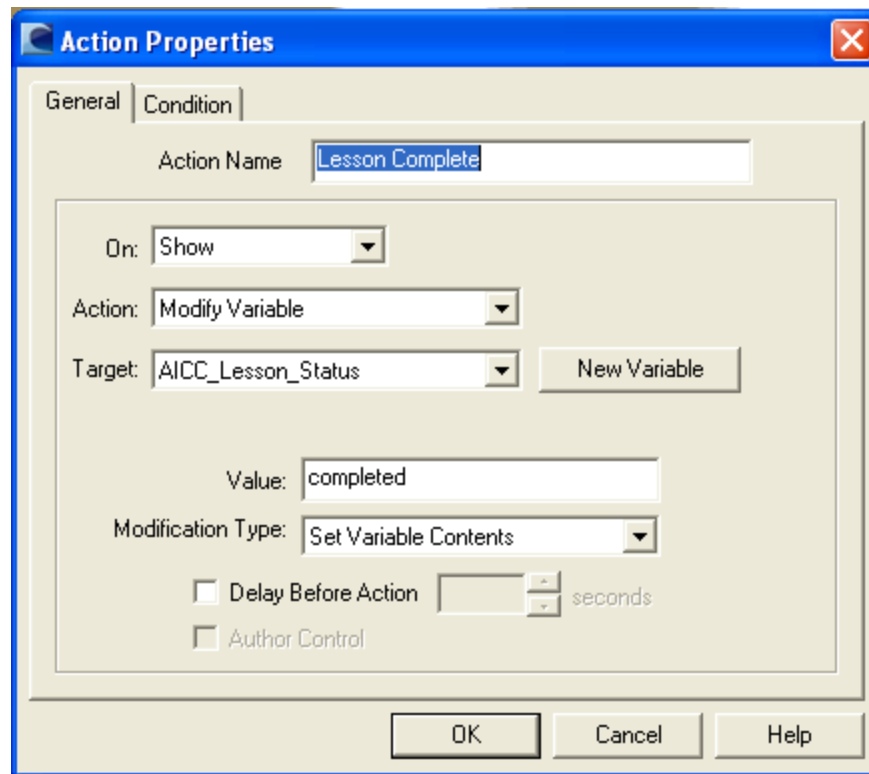 Action Properties
General Condition
Action Name Lesson Complete
On: Show
Action: Modify Variable
Target: AICC_Lesson_Status New Variable
Value: completed
Modification Type: Set Variable Contents
Delay Before Action seconds
Author Control
OK Cancel Help